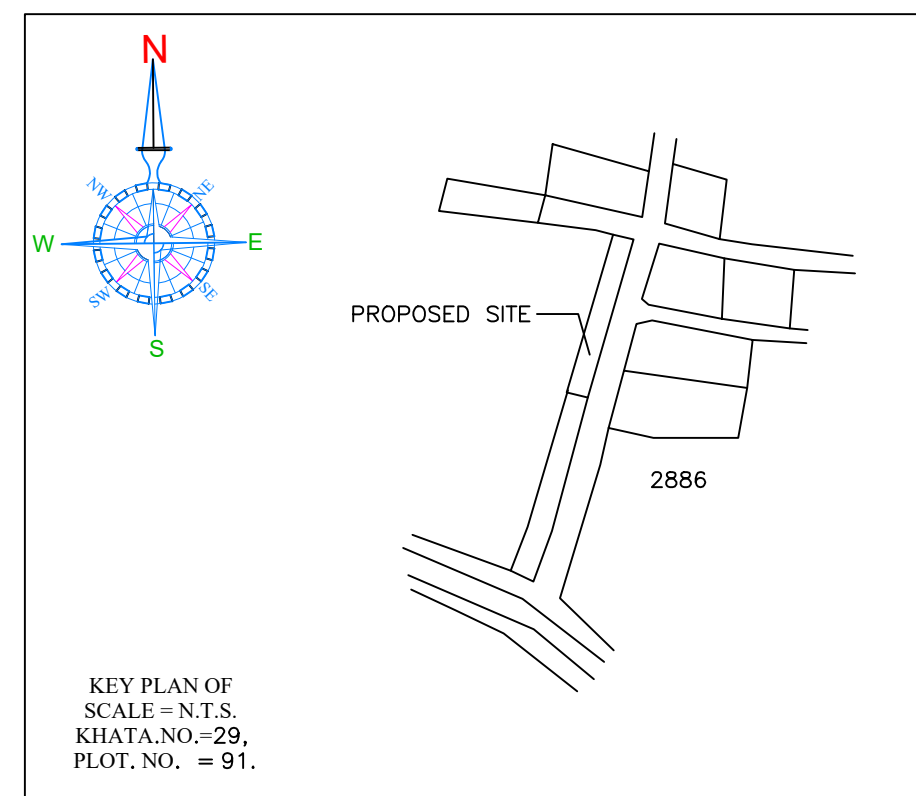 N
NW
NE
W
E
SW
SE
S
PROPOSED SITE
2886
KEY PLAN OF
SCALE = N.T.S.
KHATA.NO.=29,
PLOT. NO. = 91.